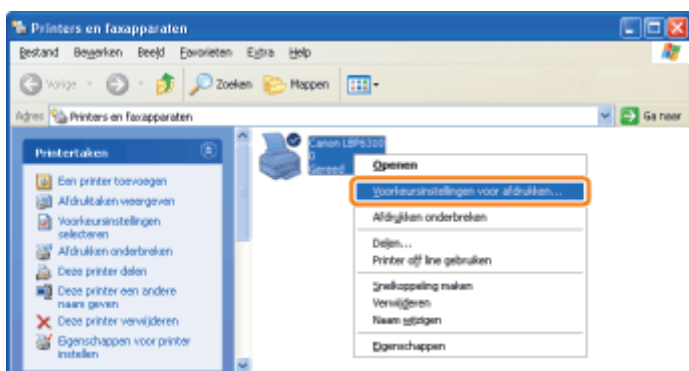 Printers en faxapparaten
Bestand Bewerken Beeld Favorieten Extra Help
Vorige Zoeken Mappen
Adres Printers en faxapparaten Ga naar
Printertaken
Een printer toevoegen
Afdruktaken weergeven
Voorkeursinstellingen
selecteren
Afdrukken onderbreken
Deze printer delen
Deze printer een andere
naam geven
Deze printer verwijderen
Eigenschappen voor printer
instellen
Canon LBP6310
0
Gereed
Openen
Voorkeursinstellingen voor afdrukken...
Afdrukken onderbreken
Delen...
Printer off line gebruiken
Snelkoppeling maken
Verwijderen
Naam wijzigen
Eigenschappen